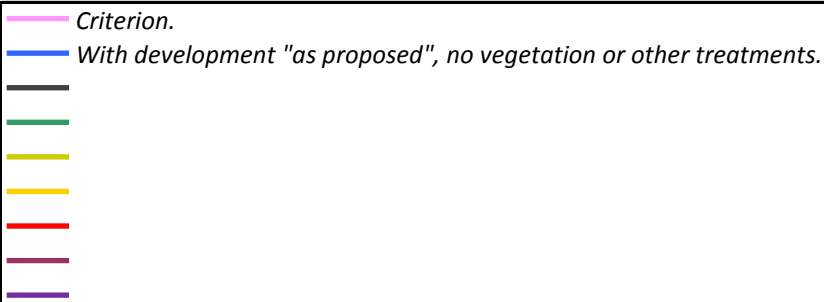 Criterion.
With development "as proposed", no vegetation or other treatments.